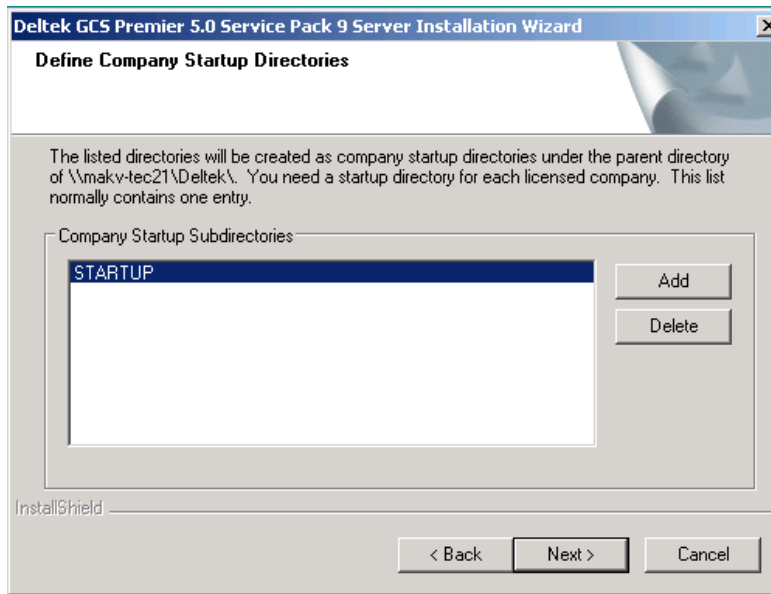 Deltek GCS Premier 5.0 Service Pack 9 Server Installation Wizard
Define Company Startup Directories
The listed directories will be created as company startup directories under the parent directory
of \\makv-tec21\Deltek\. You need a startup directory for each licensed company. This list
normally contains one entry.
Company Startup Subdirectories
STARTUP
Add
Delete
InstallShield
< Back
Next >
Cancel